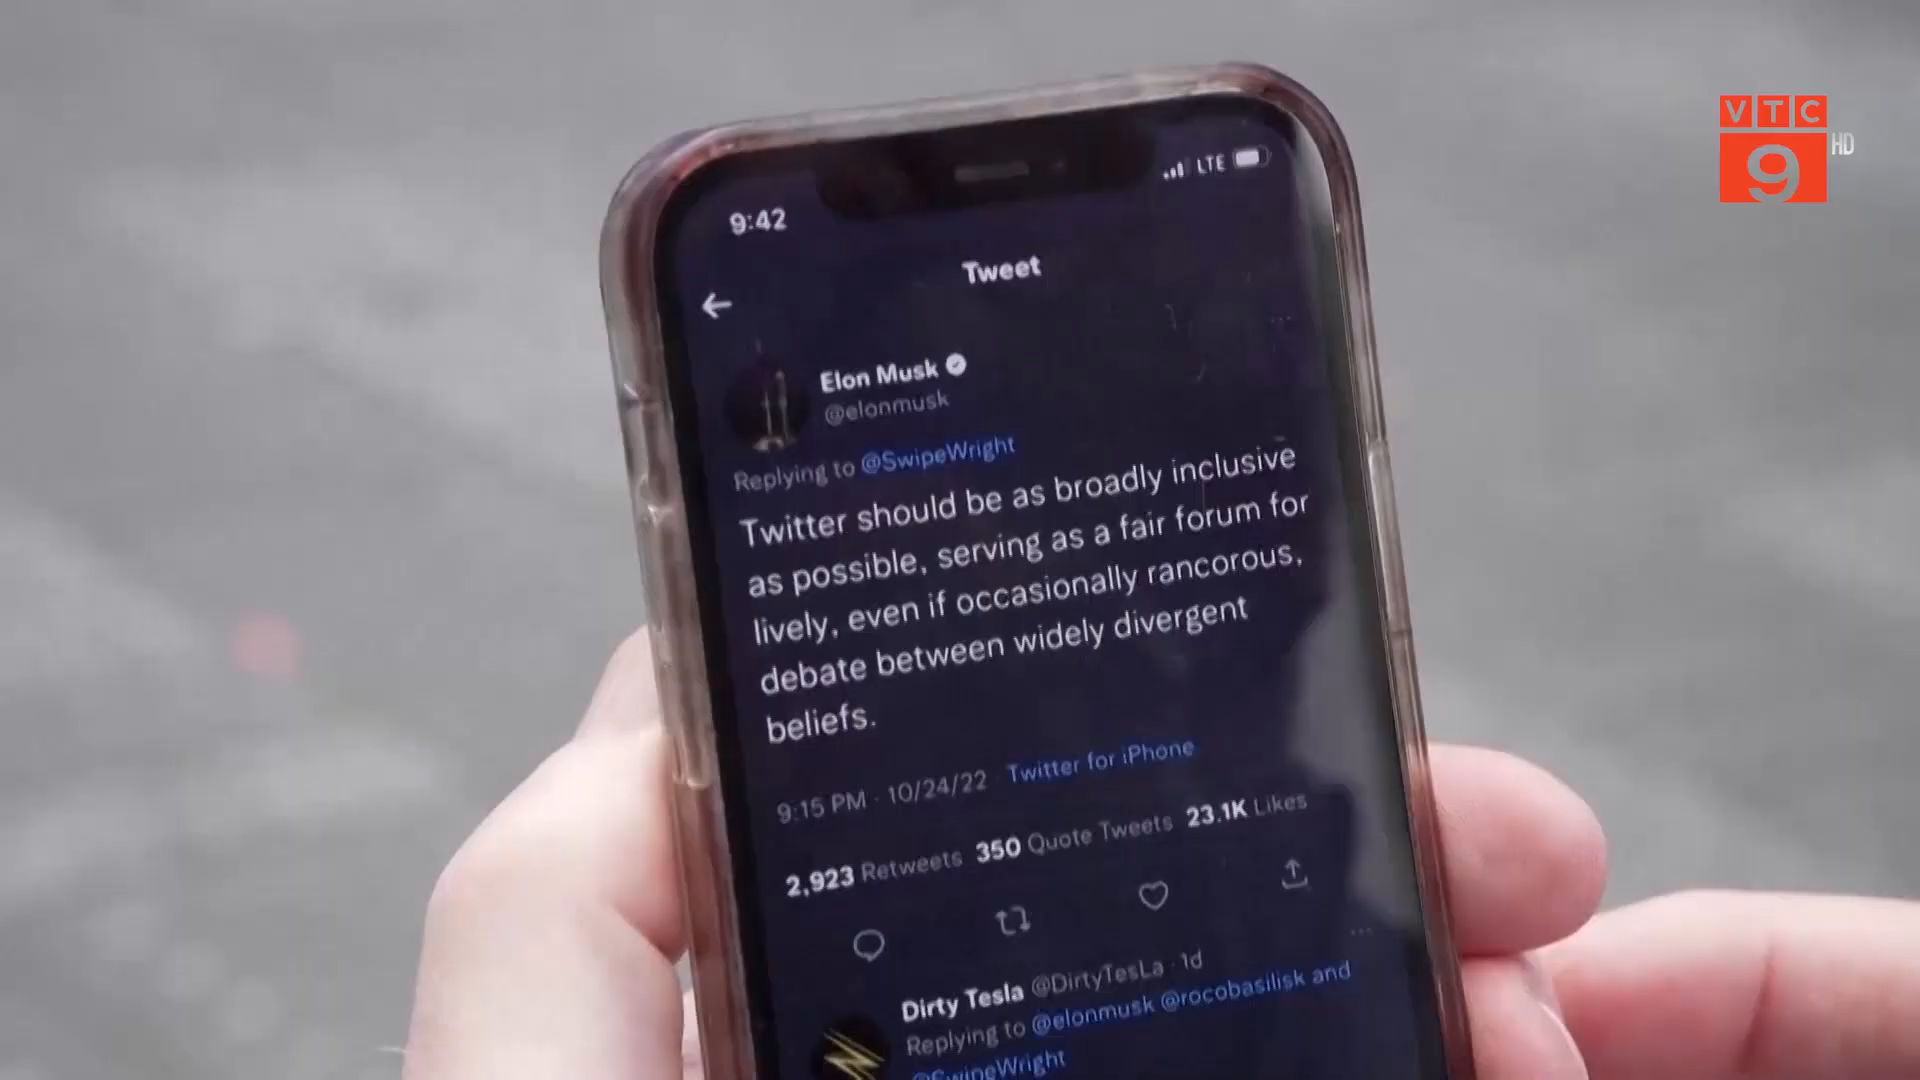 VTC
9
HD
9:42
LTE
Tweet
Elon Musk
@elonmusk
Replying to @SwipeWright
Twitter should be as broadly inclusive
as possible, serving as a fair forum for
lively, even if occasionally rancorous,
debate between widely divergent
beliefs.
9:15 PM · 10/24/22 · Twitter for iPhone
2,923 Retweets 350 Quote Tweets 23.1K Likes
Dirty Tesla @DirtyTesLa · 1d
Replying to @elonmusk @rocobasilisk and
@SwipeWright